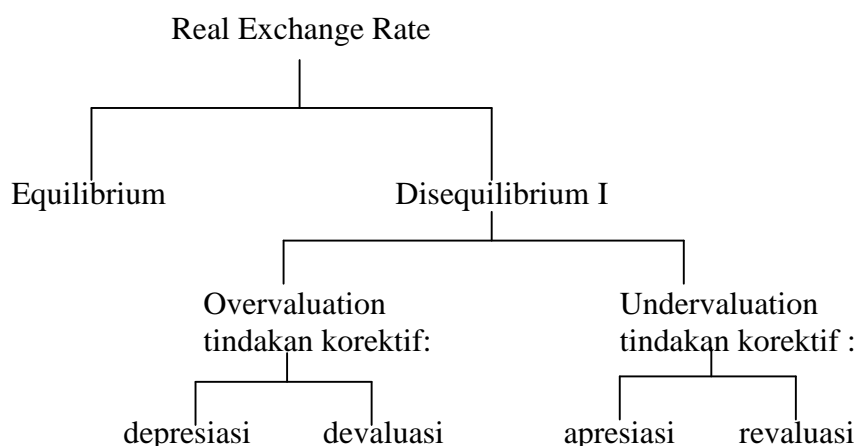 Real Exchange Rate
Equilibrium
Disequilibrium I
Overvaluation
tindakan korektif:
Undervaluation
tindakan korektif :
depresiasi
devaluasi
apresiasi
revaluasi